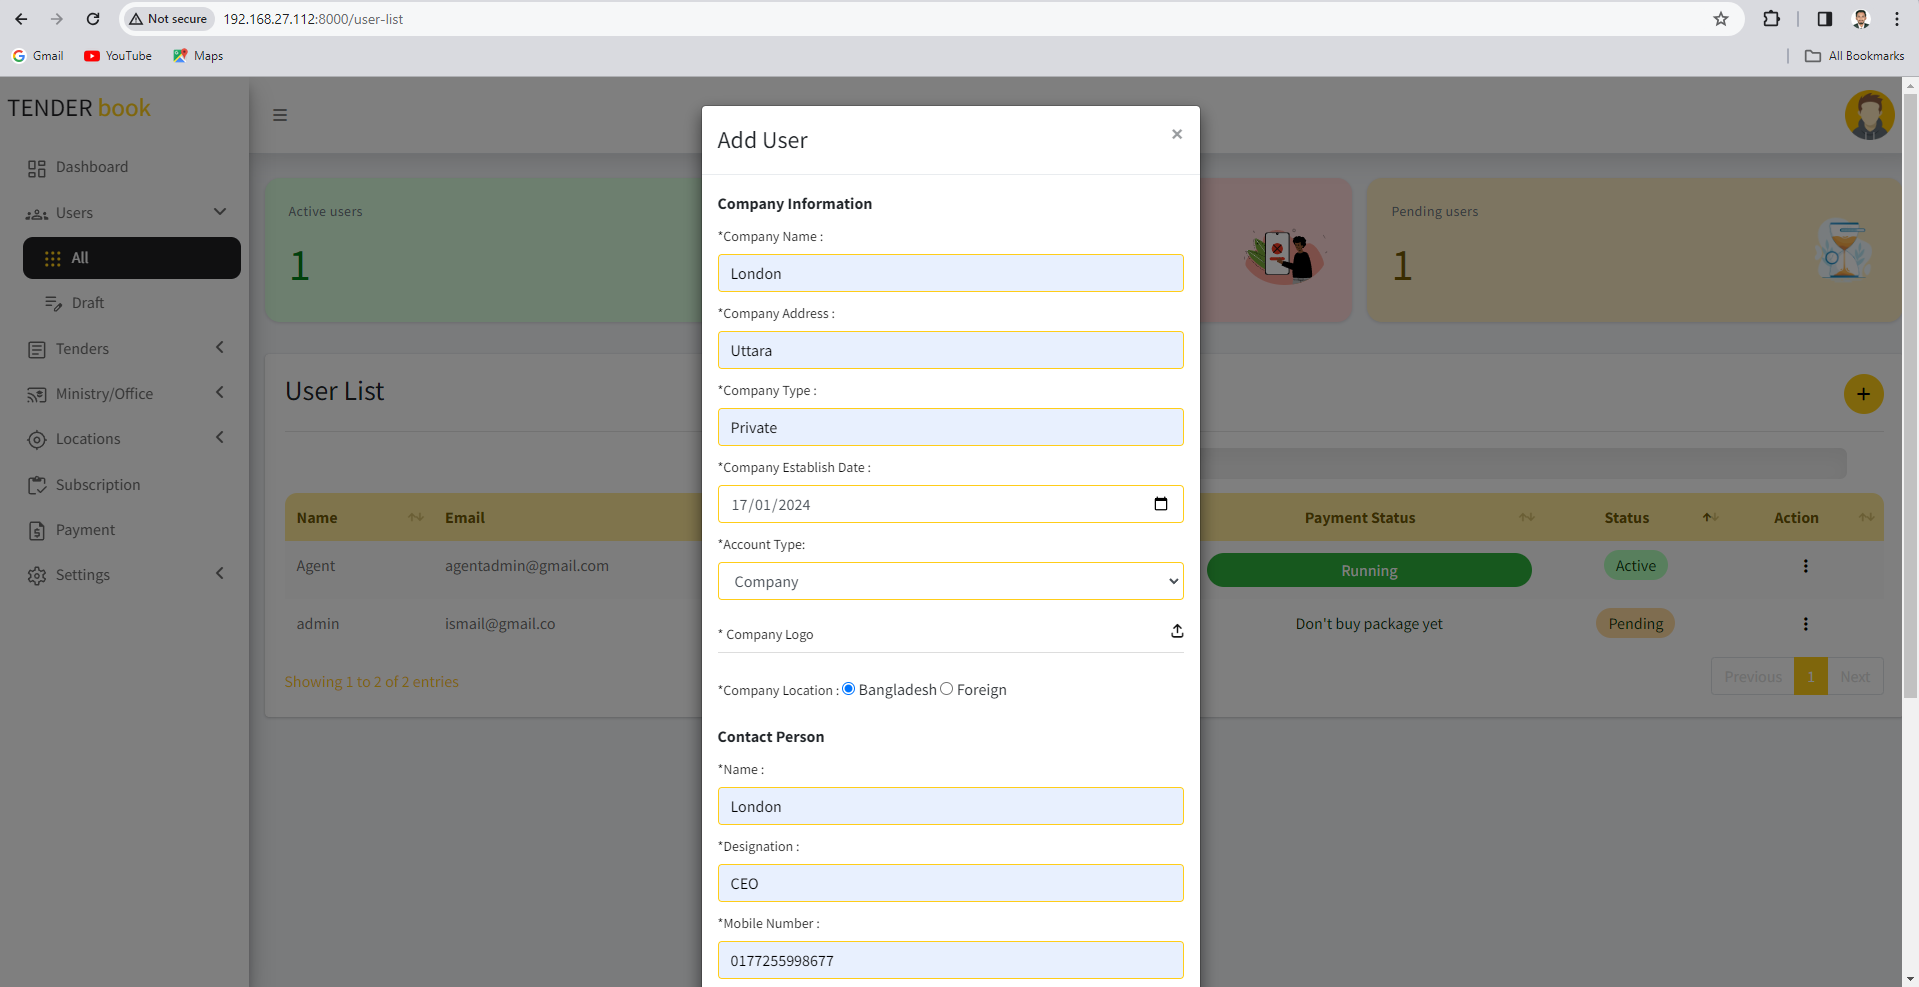 Not secure 192.168.27.112:8000/user-list
Gmail YouTube Maps All Bookmarks
TENDER book
Dashboard
Users
All
Draft
Tenders
Ministry/Office
Locations
Subscription
Payment
Settings
Active users
1
Pending users
1
User List
Name Email Payment Status Status Action
Agent agentadmin@gmail.com Running Active
admin ismail@gmail.co Don't buy package yet Pending
Showing 1 to 2 of 2 entries
Previous 1 Next
Add User ×
Company Information
*Company Name :
London
*Company Address :
Uttara
*Company Type :
Private
*Company Establish Date :
17/01/2024
*Account Type:
Company
* Company Logo
*Company Location : Bangladesh Foreign
Contact Person
*Name :
London
*Designation :
CEO
*Mobile Number :
0177255998677